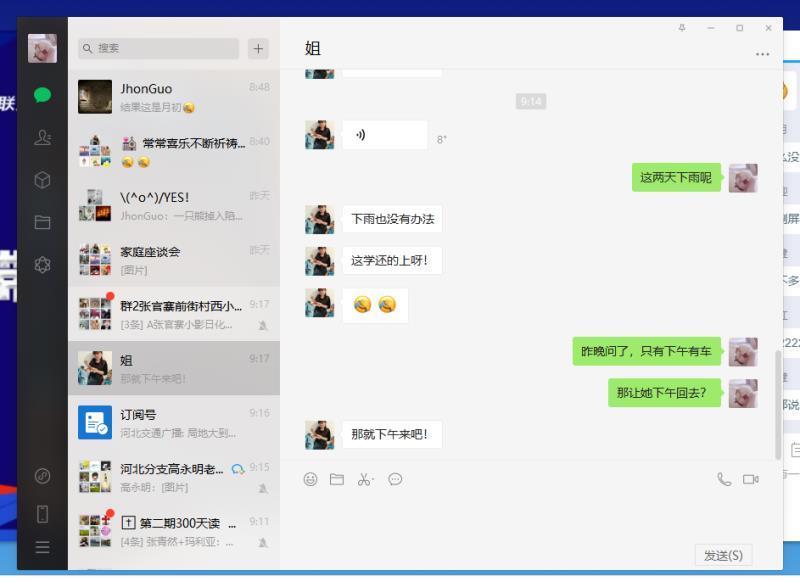 搜索
JhonGuo
8:48
结果这是月初
常常喜乐不断祈祷...
8:40
\(^o^)/YES!
昨天
JhonGuo：一只能掉入陷...
家庭座谈会
昨天
[图片]
群2张官寨前街村西小...
9:17
[3条] A张官寨小影日化...
姐
9:17
那就下午来吧！
订阅号
9:16
河北交通广播: 局地大到...
河北分支高永明老...
9:15
高永明：[图片]
第二期300天读 ...
9:11
[4条] 张青然+玛利亚：...
姐
9:14
8"
这两天下雨呢
下雨也没有办法
这学还的上呀！
昨晚问了，只有下午有车
那让她下午回去？
那就下午来吧！
发送(S)